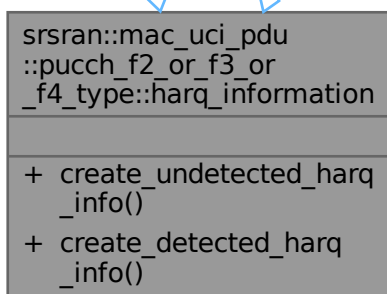 srsran::mac_uci_pdu
::pucch_f2_or_f3_or
_f4_type::harq_information
+ create_undetected_harq
_info()
+ create_detected_harq
_info()